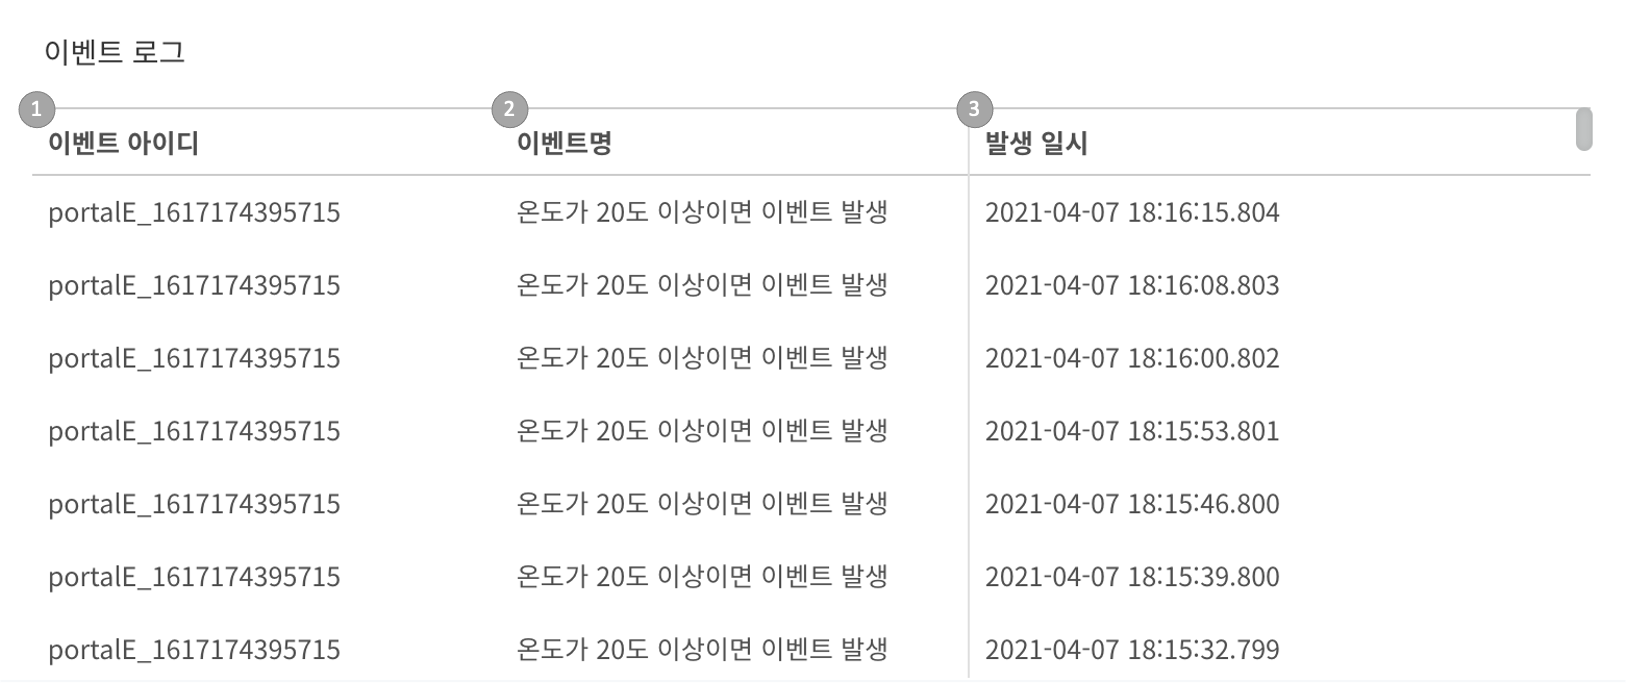 이벤트 로그
1 2 3
이벤트 아이디 이벤트명 발생 일시
portalE_1617174395715 온도가 20도 이상이면 이벤트 발생 2021-04-07 18:16:15.804
portalE_1617174395715 온도가 20도 이상이면 이벤트 발생 2021-04-07 18:16:08.803
portalE_1617174395715 온도가 20도 이상이면 이벤트 발생 2021-04-07 18:16:00.802
portalE_1617174395715 온도가 20도 이상이면 이벤트 발생 2021-04-07 18:15:53.801
portalE_1617174395715 온도가 20도 이상이면 이벤트 발생 2021-04-07 18:15:46.800
portalE_1617174395715 온도가 20도 이상이면 이벤트 발생 2021-04-07 18:15:39.800
portalE_1617174395715 온도가 20도 이상이면 이벤트 발생 2021-04-07 18:15:32.799